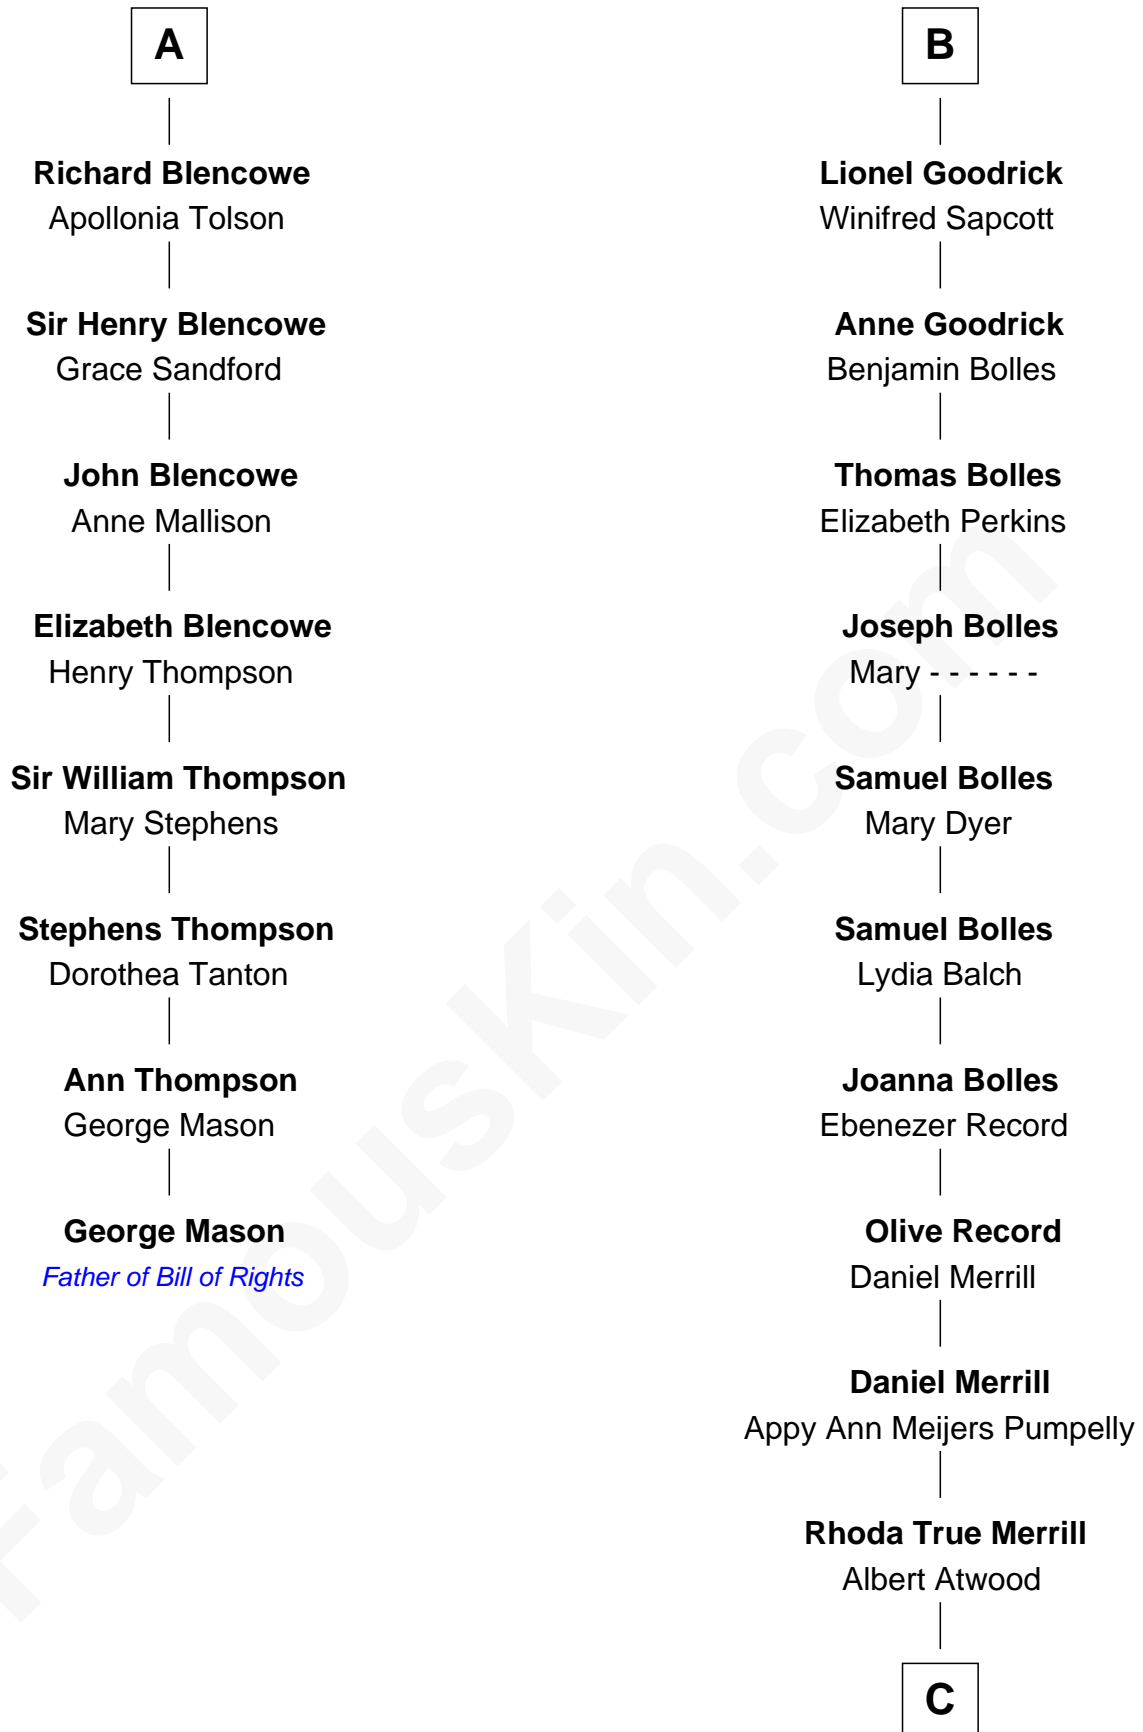 A
Richard Blencowe
Apollonia Tolson
Sir Henry Blencowe
Grace Sandford
John Blencowe
Anne Mallison
Elizabeth Blencowe
Henry Thompson
Sir William Thompson
Mary Stephens
Stephens Thompson
Dorothea Tanton
Ann Thompson
George Mason
George Mason
Father of Bill of Rights
B
Lionel Goodrick
Winifred Sapcott
Anne Goodrick
Benjamin Bolles
Thomas Bolles
Elizabeth Perkins
Joseph Bolles
Mary - - - - - -
Samuel Bolles
Mary Dyer
Samuel Bolles
Lydia Balch
Joanna Bolles
Ebenezer Record
Olive Record
Daniel Merrill
Daniel Merrill
Appy Ann Meijers Pumpelly
Rhoda True Merrill
Albert Atwood
C
FamousKin.com